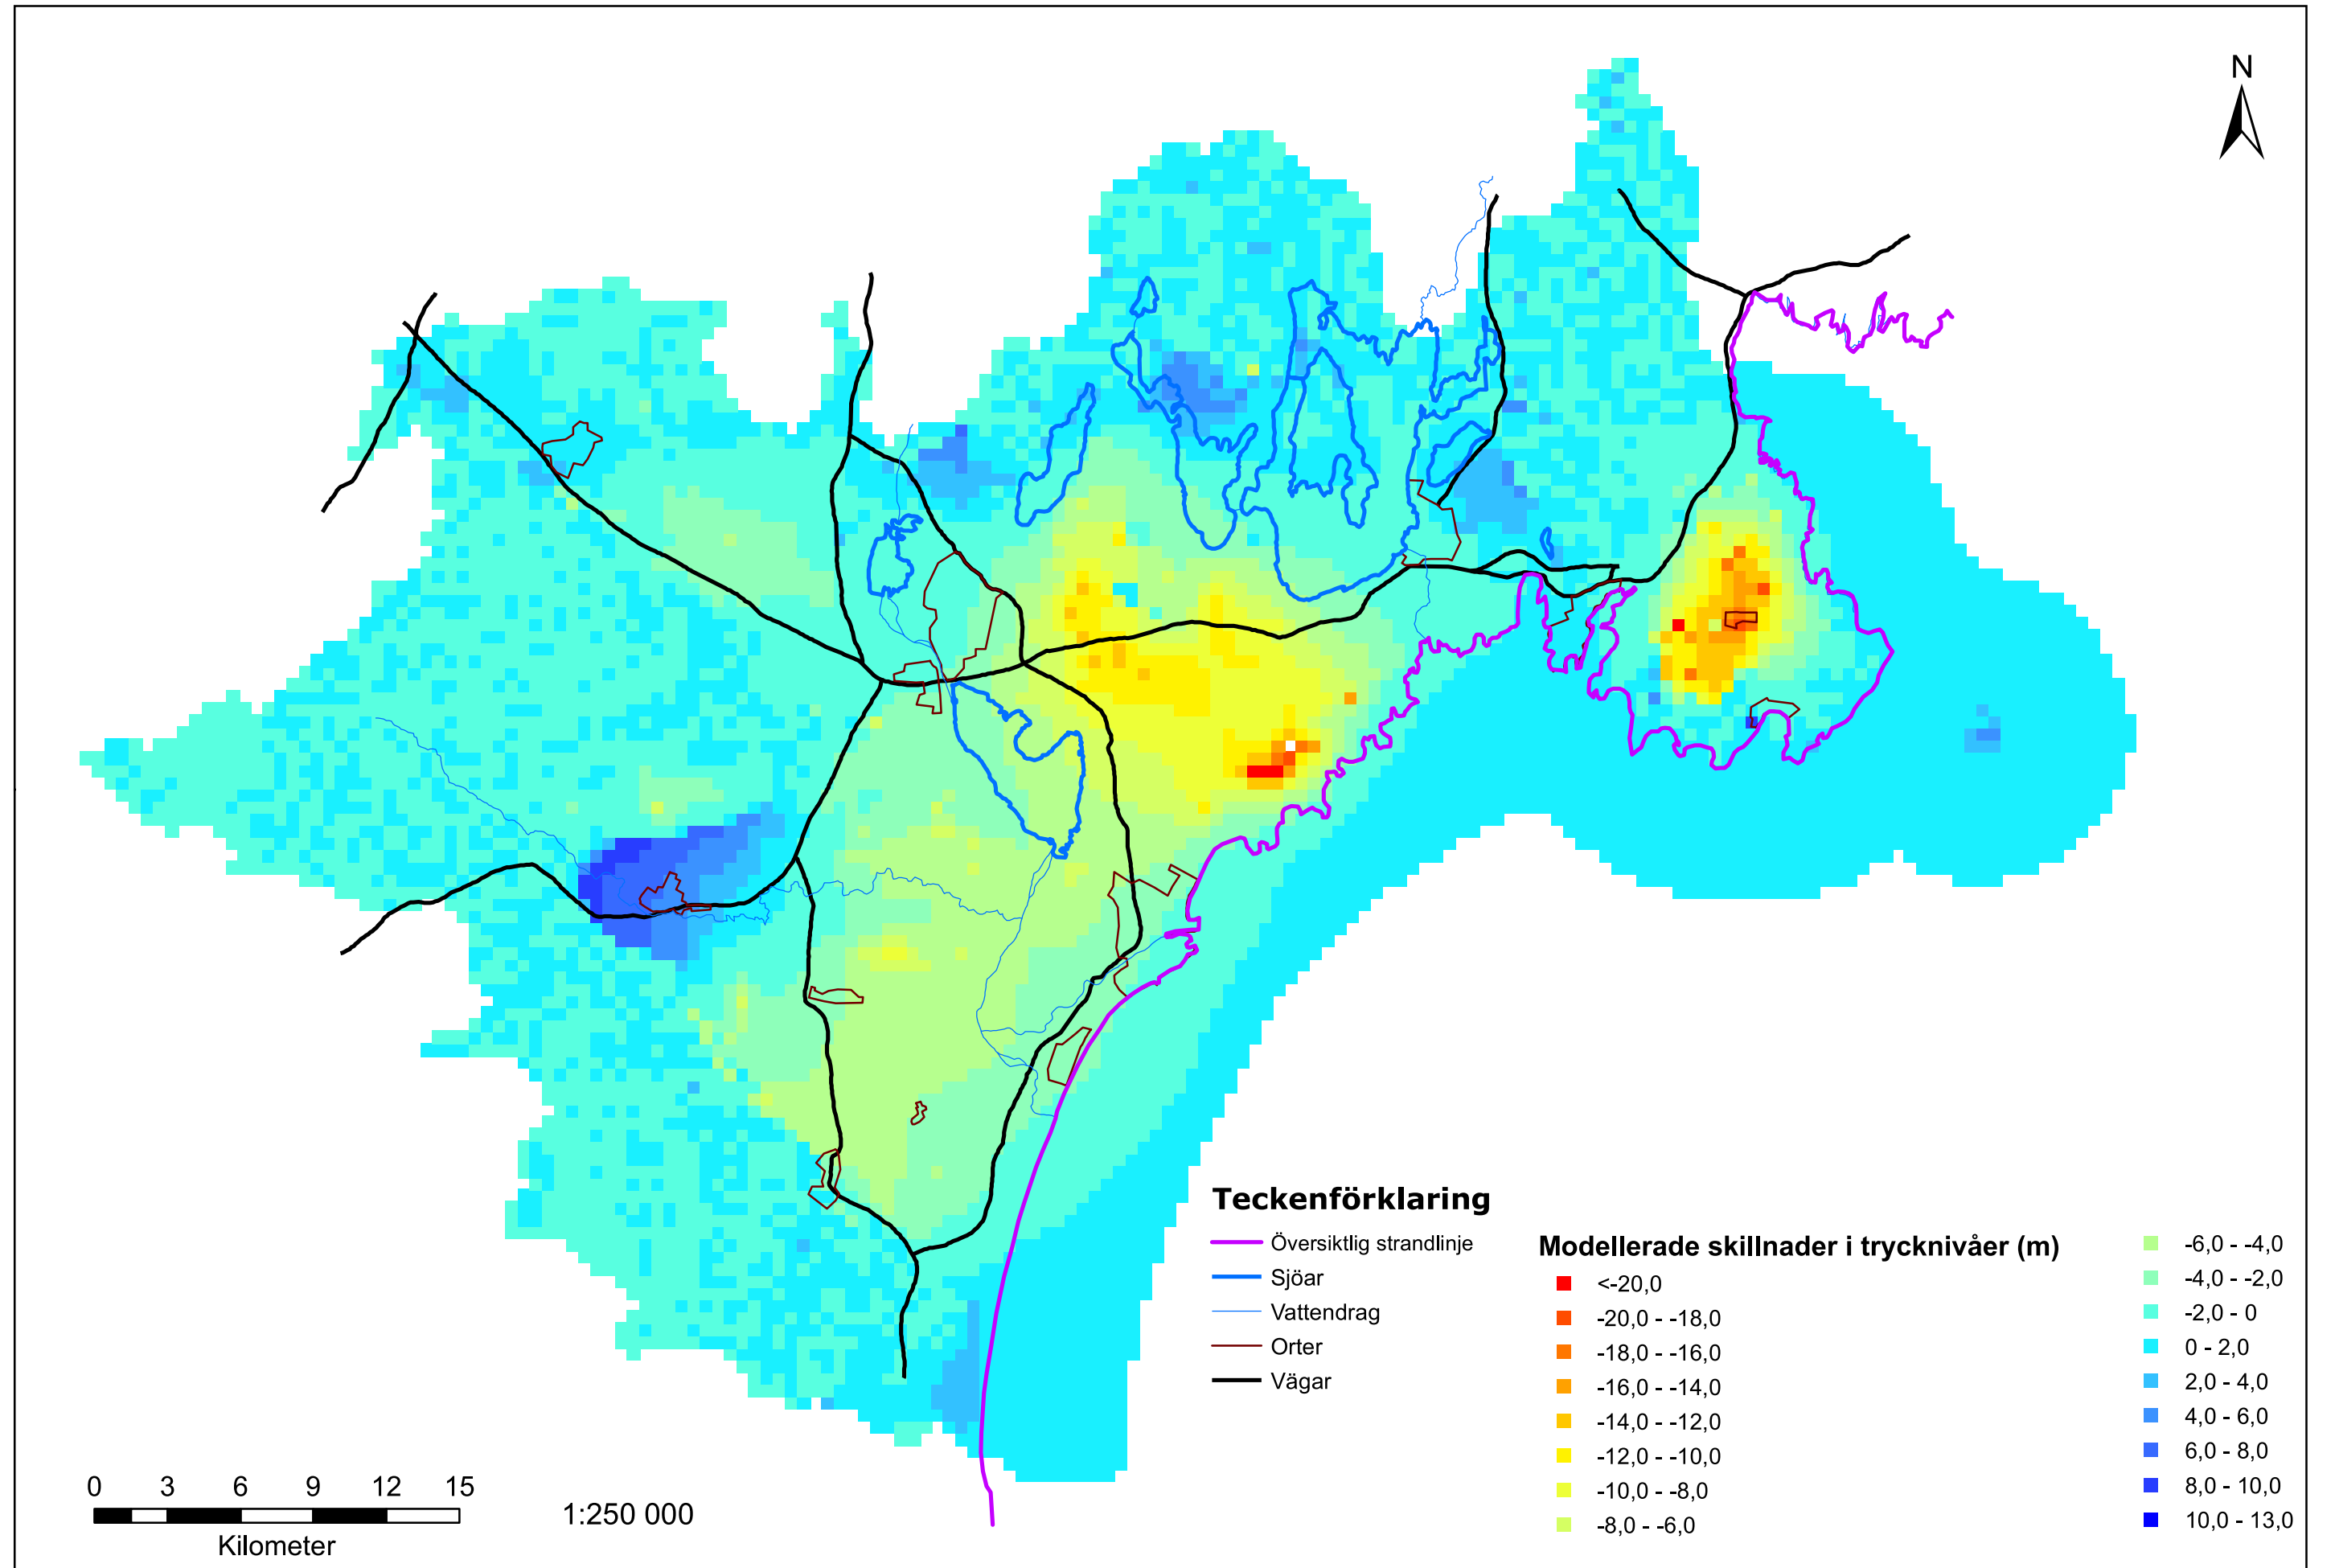 N
Teckenförklaring
Översiktlig strandlinje
Sjöar
Vattendrag
Orter
Vägar
Modellerade skillnader i trycknivåer (m)
<-20,0
-20,0 - -18,0
-18,0 - -16,0
-16,0 - -14,0
-14,0 - -12,0
-12,0 - -10,0
-10,0 - -8,0
-8,0 - -6,0
-6,0 - -4,0
-4,0 - -2,0
-2,0 - 0
0 - 2,0
2,0 - 4,0
4,0 - 6,0
6,0 - 8,0
8,0 - 10,0
10,0 - 13,0
0 3 6 9 12 15
Kilometer
1:250 000